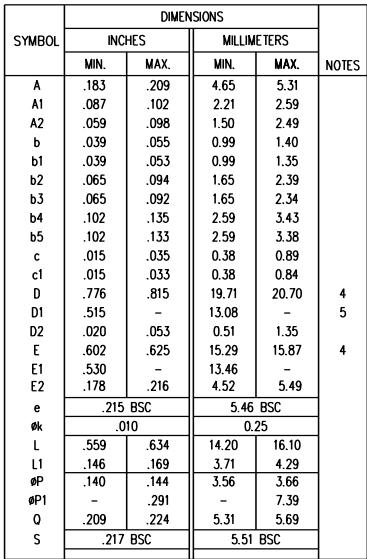 DIMENSIONS
SYMBOL INCHES MILLIMETERS
MIN. MAX. MIN. MAX. NOTES
A .183 .209 4.65 5.31
A1 .087 .102 2.21 2.59
A2 .059 .098 1.50 2.49
b .039 .055 0.99 1.40
b1 .039 .053 0.99 1.35
b2 .065 .094 1.65 2.39
b3 .065 .092 1.65 2.34
b4 .102 .135 2.59 3.43
b5 .102 .133 2.59 3.38
c .015 .035 0.38 0.89
c1 .015 .033 0.38 0.84
D .776 .815 19.71 20.70 4
D1 .515 – 13.08 – 5
D2 .020 .053 0.51 1.35
E .602 .625 15.29 15.87 4
E1 .530 – 13.46 –
E2 .178 .216 4.52 5.49
e .215 BSC 5.46 BSC
øk .010 0.25
L .559 .634 14.20 16.10
L1 .146 .169 3.71 4.29
øP .140 .144 3.56 3.66
øP1 – .291 – 7.39
Q .209 .224 5.31 5.69
S .217 BSC 5.51 BSC